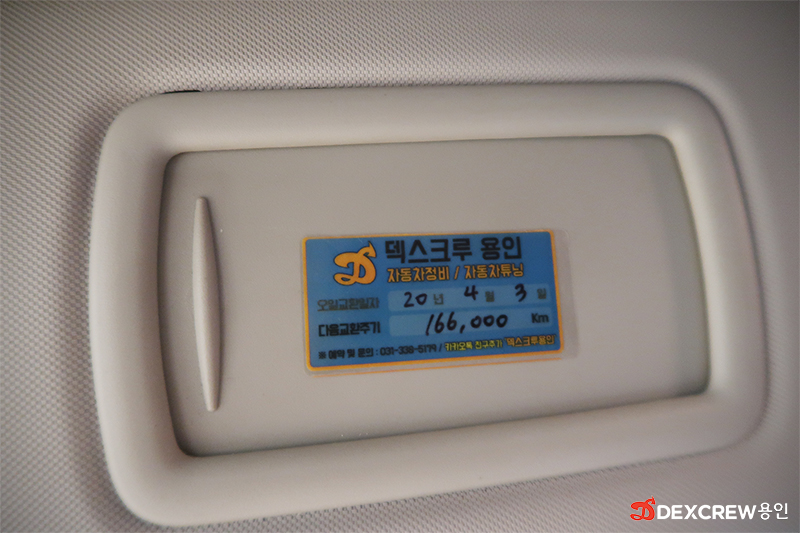 덱스크루 용인
자동차정비 / 자동차튜닝
오일교환일자 20 년 4 월 3 일
다음교환주기 166,000 Km
※ 예약 및 문의 : 031-338-5179 / 카카오톡 친구추가 '덱스크루용인'
DEXCREW용인